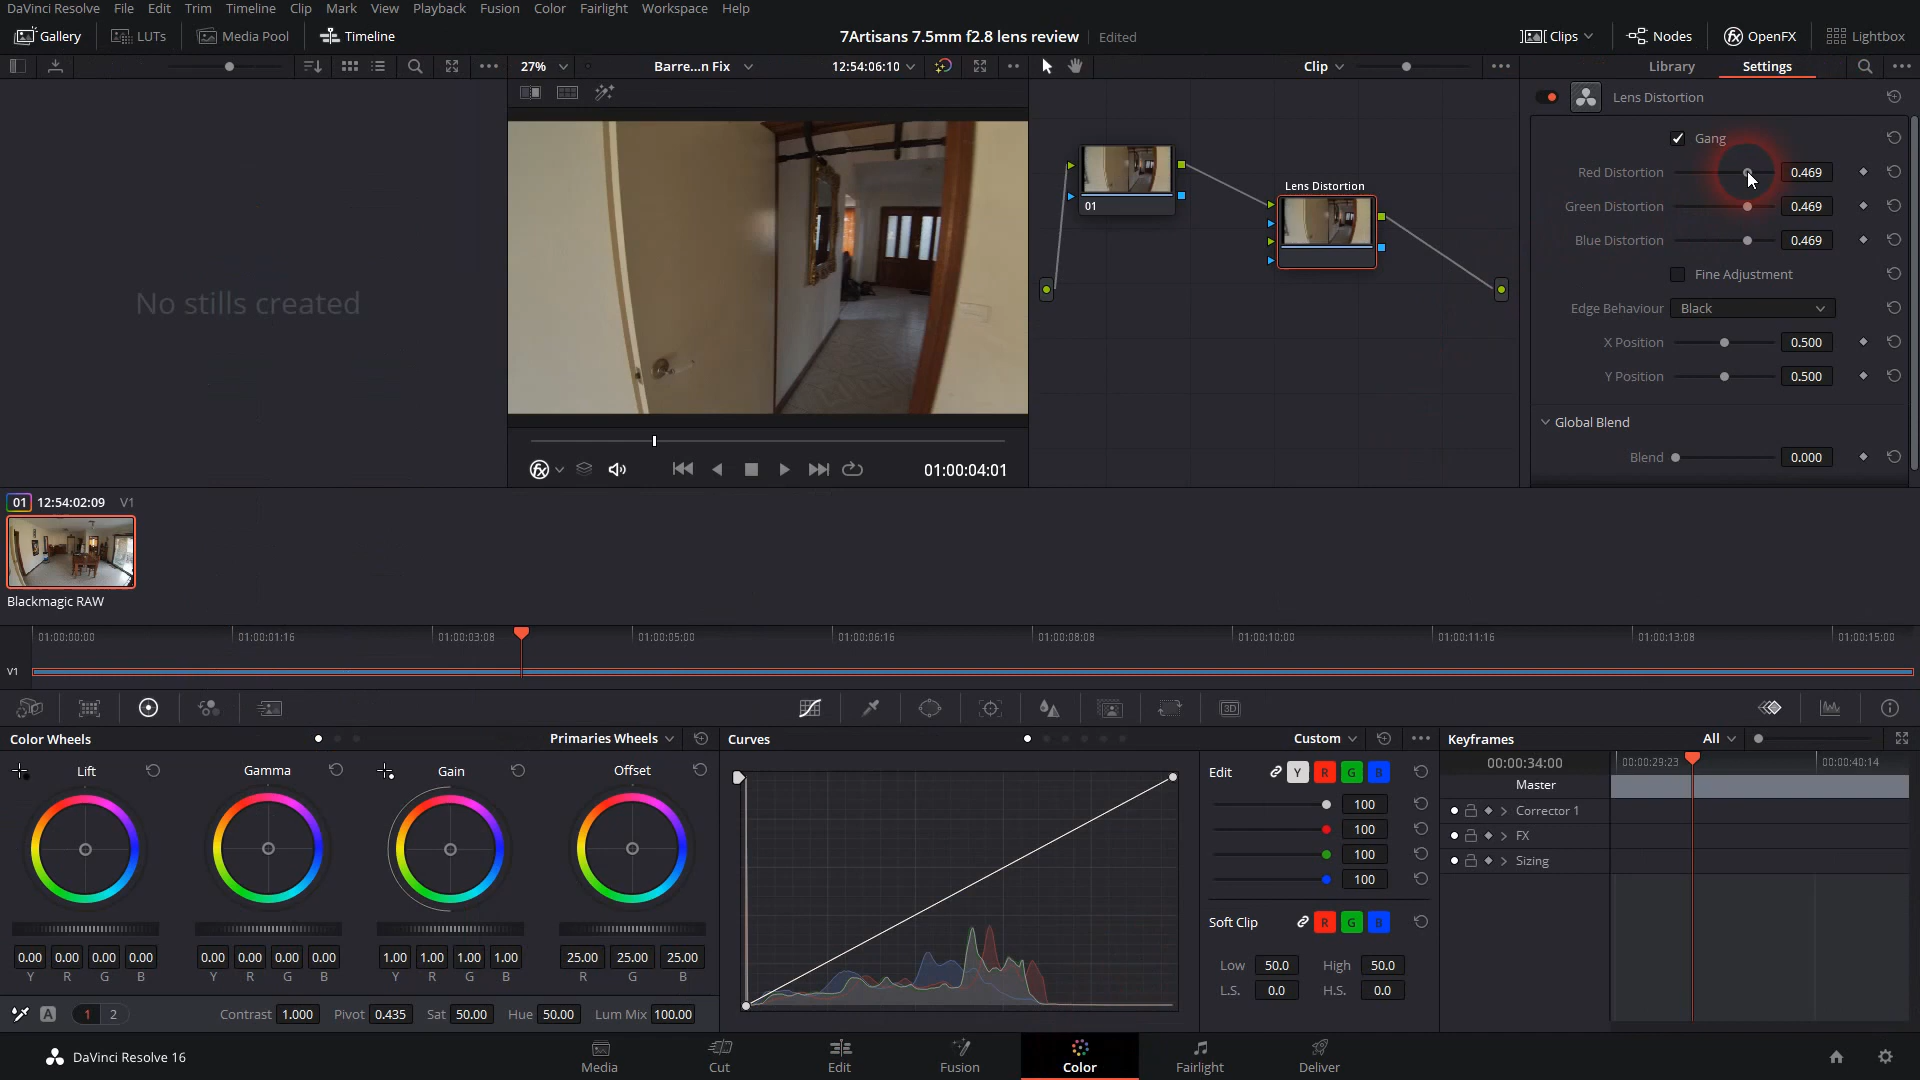 DaVinci Resolve File Edit Trim Timeline Clip Mark View Playback Fusion Color Fairlight Workspace Help
Gallery LUTs Media Pool Timeline
7Artisans 7.5mm f2.8 lens review Edited
Clips Nodes OpenFX Lightbox
27% Barre...n Fix 12:54:06:10
Clip
Library Settings
Lens Distortion
Gang
Red Distortion 0.469
Green Distortion 0.469
Blue Distortion 0.469
Fine Adjustment
Edge Behaviour Black
X Position 0.500
Y Position 0.500
Global Blend
Blend 0.000
No stills created
01
Lens Distortion
01:00:04:01
01 12:54:02:09 V1
Blackmagic RAW
01:00:00:00 01:00:01:16 01:00:03:08 01:00:05:00 01:00:06:16 01:00:08:08 01:00:10:00 01:00:11:16 01:00:13:08 01:00:15:00
V1
3D
Color Wheels Primaries Wheels
Lift Gamma Gain Offset
0.00 0.00 0.00 0.00 0.00 0.00 0.00 0.00 1.00 1.00 1.00 1.00 25.00 25.00 25.00
Y R G B Y R G B Y R G B R G B
A 1 2 Contrast 1.000 Pivot 0.435 Sat 50.00 Hue 50.00 Lum Mix 100.00
Curves Custom
Edit Y R G B
100
100
100
100
Soft Clip R G B
Low 50.0 High 50.0
L.S. 0.0 H.S. 0.0
Keyframes All
00:00:34:00 00:00:29:23 00:00:40:14
Master
Corrector 1
FX
Sizing
DaVinci Resolve 16
Media Cut Edit Fusion Color Fairlight Deliver